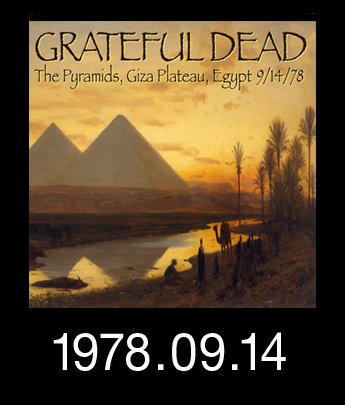 GRATEFUL DEAD
The Pyramids, Giza Plateau, Egypt 9/14/78
1978.09.14